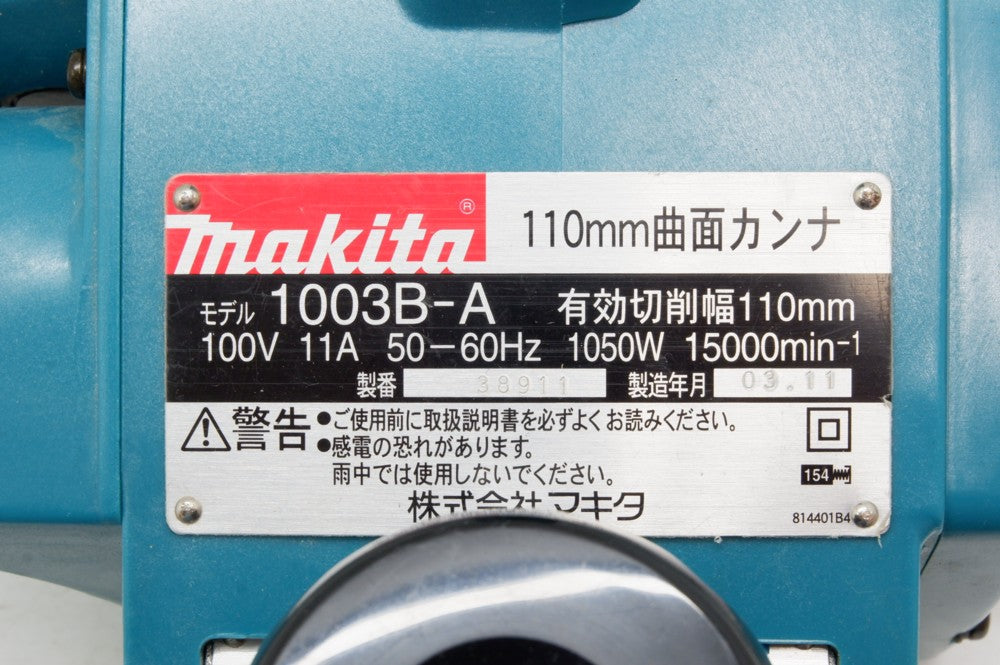 makita®
110mm曲面カンナ
モデル 1003B-A 有効切削幅110mm
100V 11A 50-60Hz 1050W 15000min-1
製番 38911 製造年月 03.11
警告 ●ご使用前に取扱説明書を必ずよくお読みください。
●感電の恐れがあります。
雨中では使用しないでください。
154
株式会社マキタ
814401B4